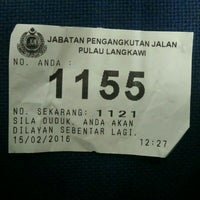 JABATAN PENGANGKUTAN JALAN
PULAU LANGKAWI
NO. ANDA :
1155
NO. SEKARANG: 1121
SILA DUDUK. ANDA AKAN
DILAYAN SEBENTAR LAGI.
15/02/2016 12:27